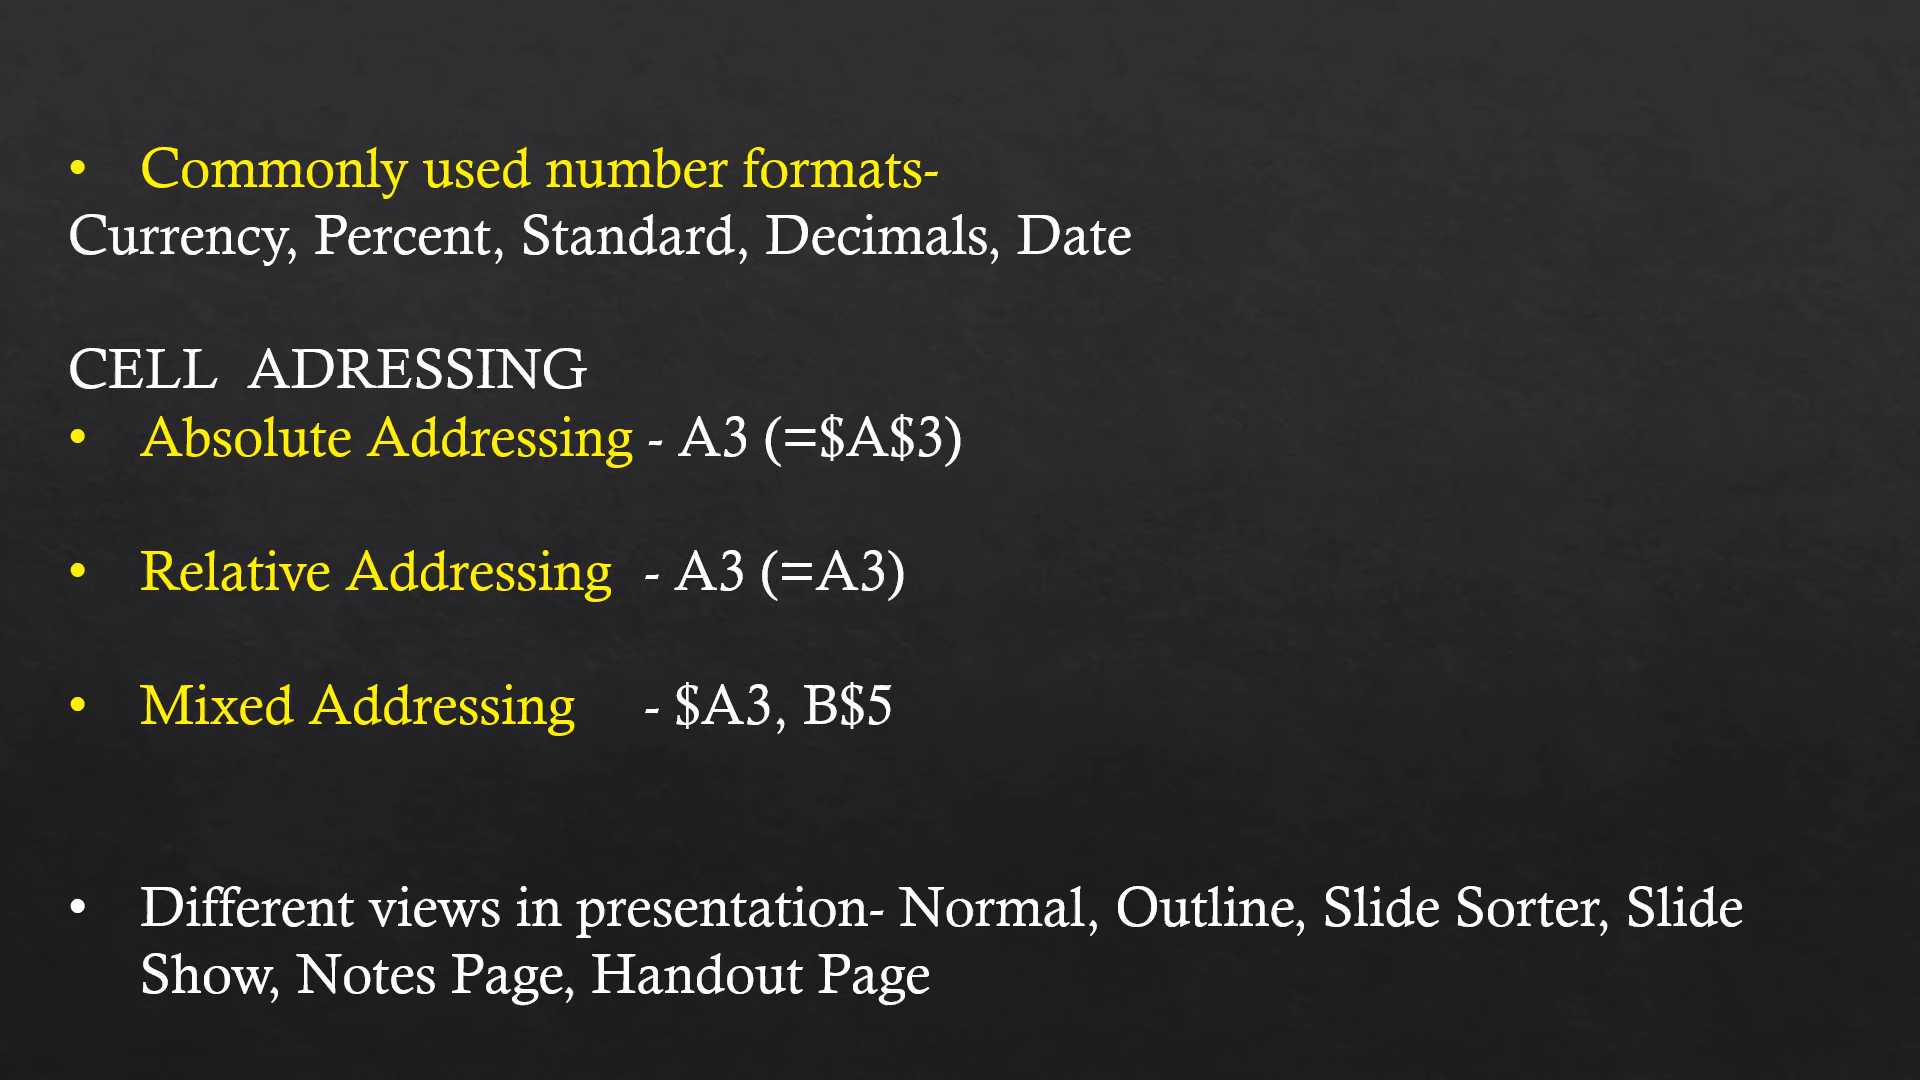 • Commonly used number formats-
Currency, Percent, Standard, Decimals, Date
CELL ADRESSING
• Absolute Addressing - A3 (=$A$3)
• Relative Addressing - A3 (=A3)
• Mixed Addressing - $A3, B$5
• Different views in presentation- Normal, Outline, Slide Sorter, Slide
Show, Notes Page, Handout Page